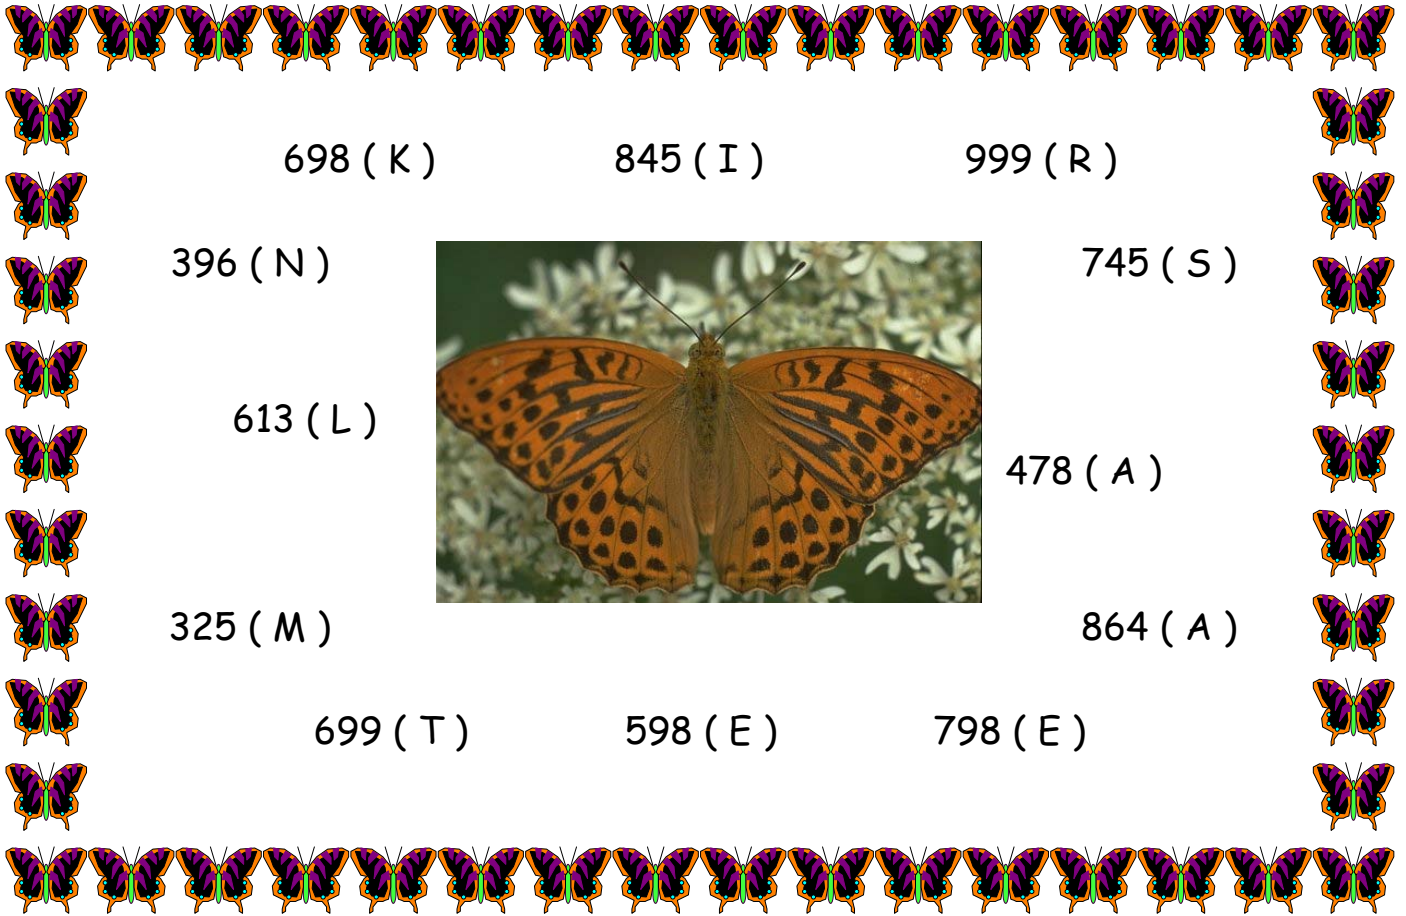 698 ( K ) 845 ( I ) 999 ( R )
396 ( N ) 745 ( S )
613 ( L )
478 ( A )
325 ( M ) 864 ( A )
699 ( T ) 598 ( E ) 798 ( E )